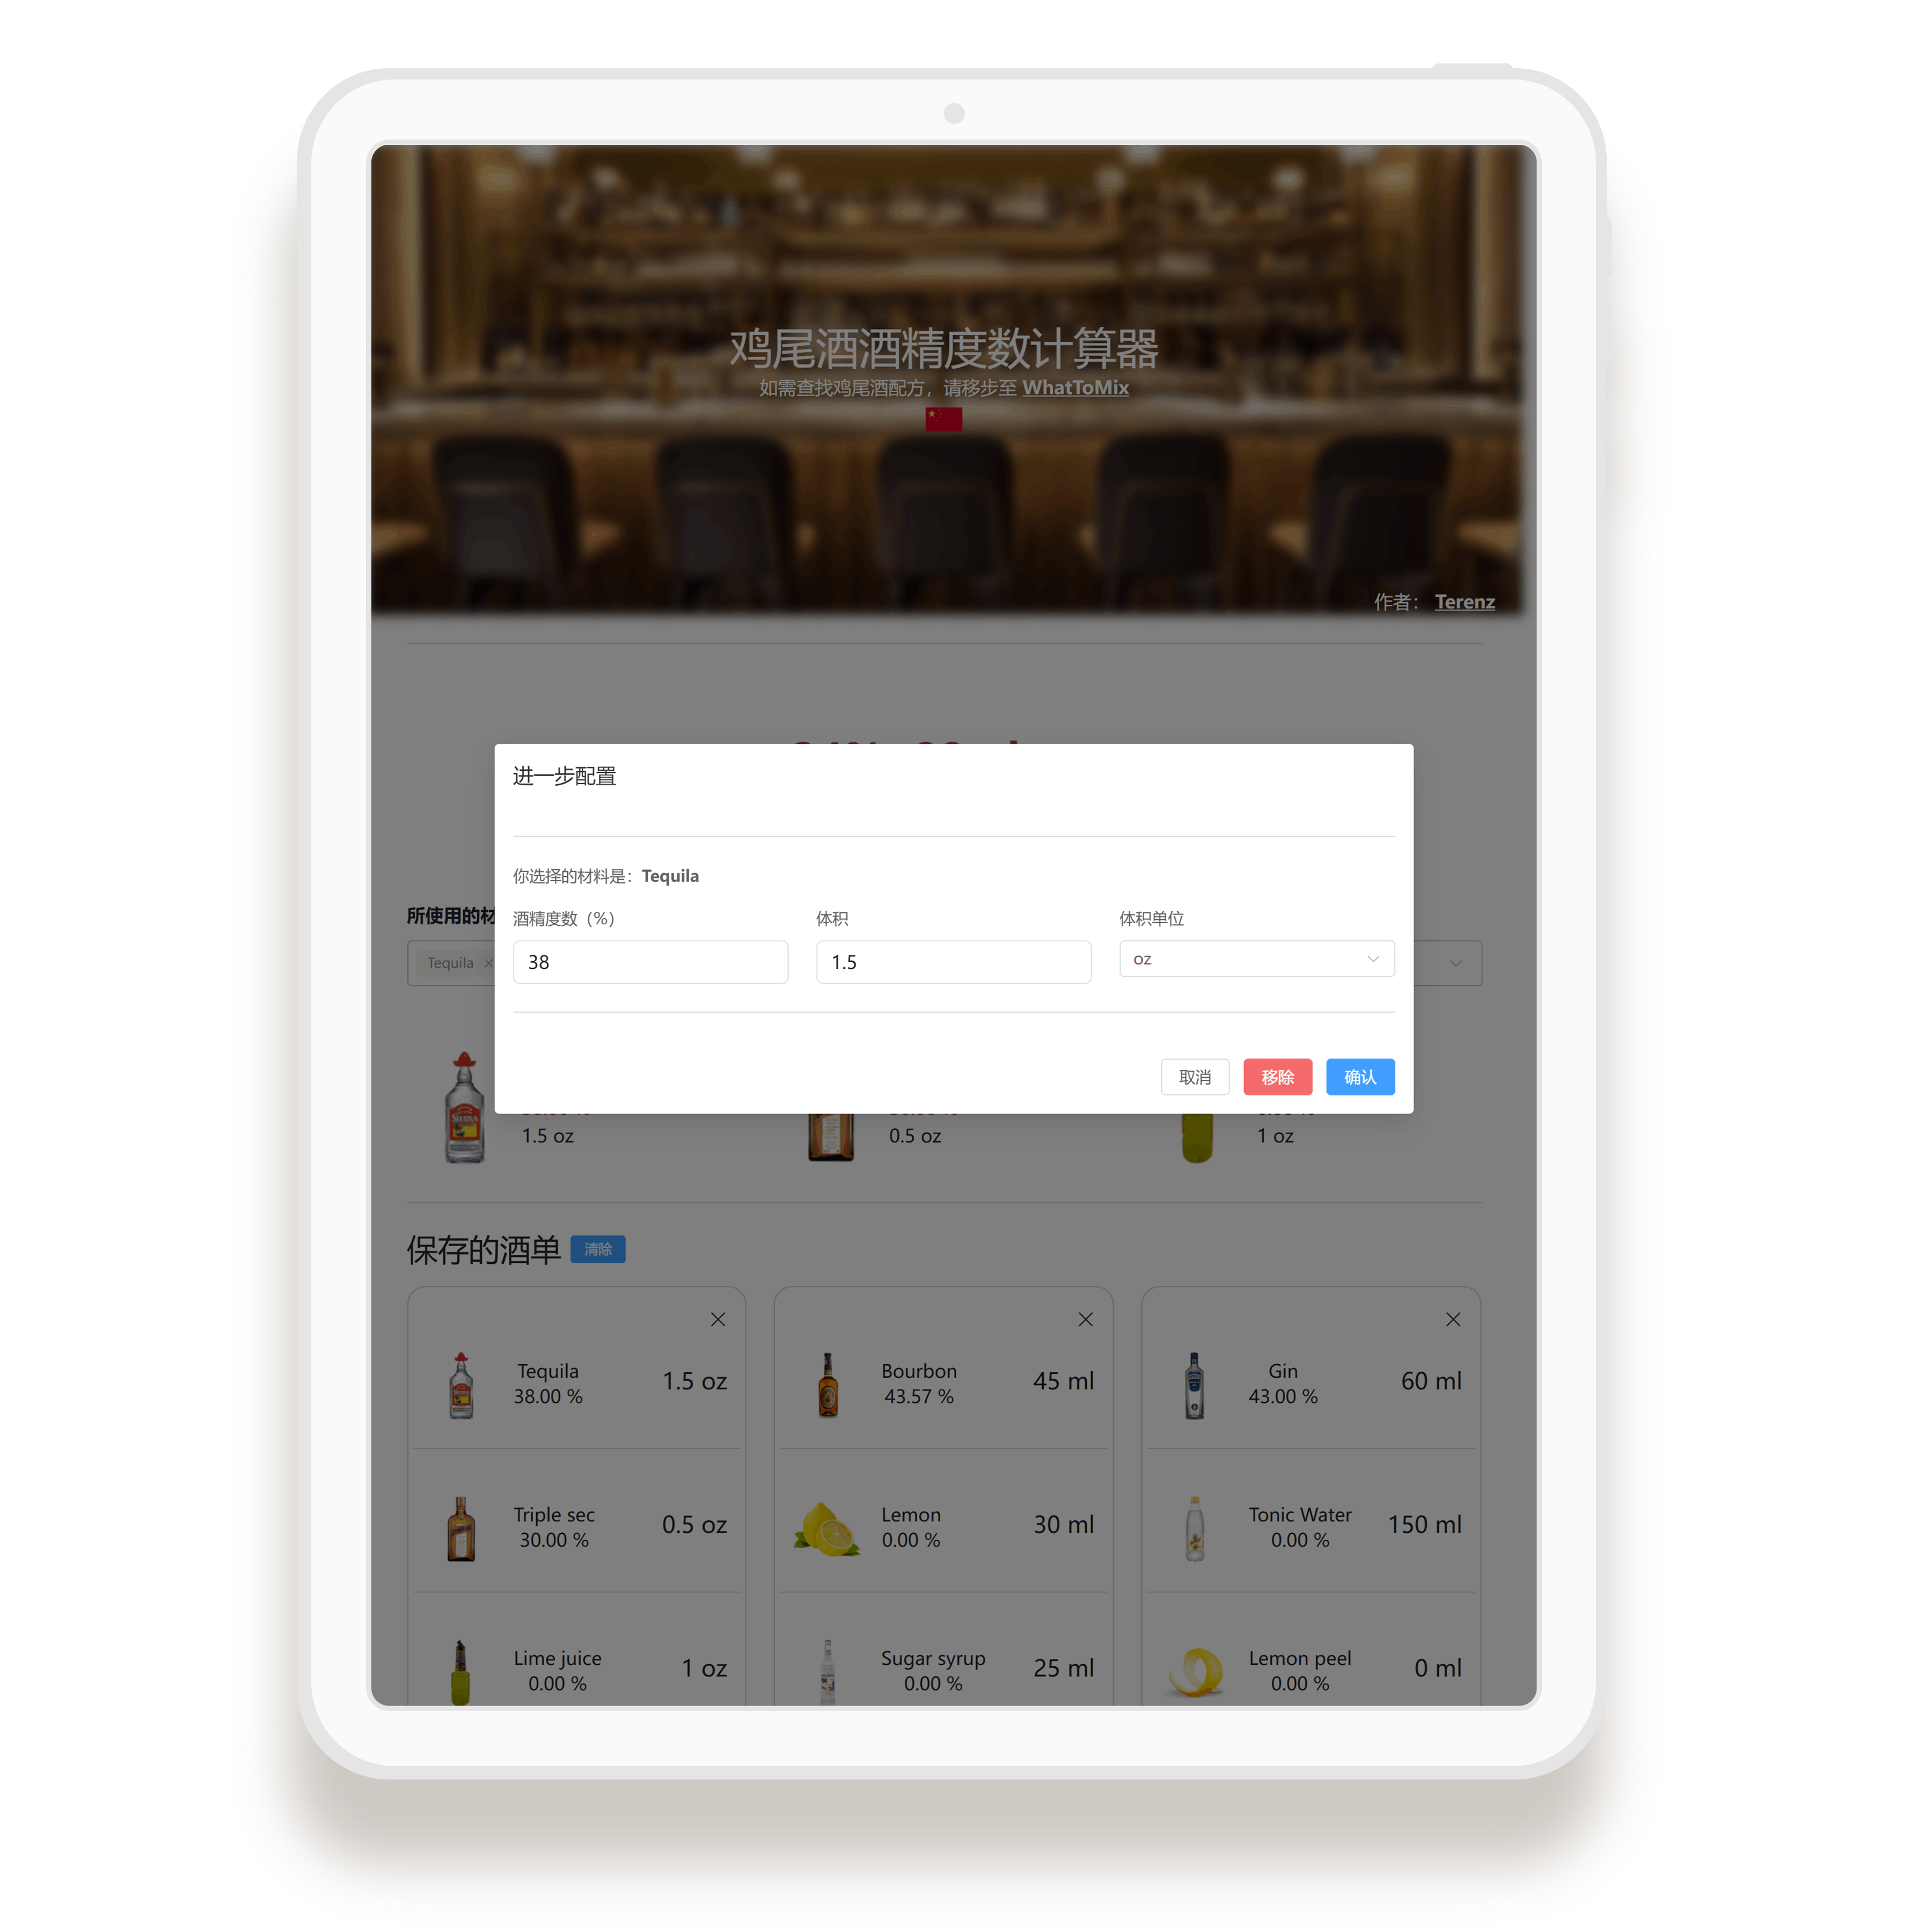 鸡尾酒酒精度数计算器
如需查找鸡尾酒配方，请移步至 WhatToMix
作者： Terenz
进一步配置
你选择的材料是：Tequila
所使用的材
酒精度数（%）
体积
体积单位
Tequila
38
1.5
oz
取消
移除
确认
1.5 oz
0.5 oz
1 oz
保存的酒单
清除
Tequila
38.00 %
1.5 oz
Bourbon
43.57 %
45 ml
Gin
43.00 %
60 ml
Triple sec
30.00 %
0.5 oz
Lemon
0.00 %
30 ml
Tonic Water
0.00 %
150 ml
Lime juice
0.00 %
1 oz
Sugar syrup
0.00 %
25 ml
Lemon peel
0.00 %
0 ml